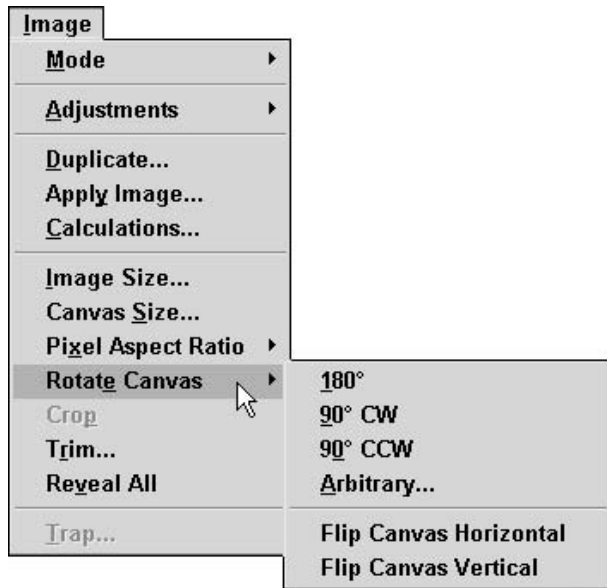 Image
Mode
Adjustments
Duplicate...
Apply Image...
Calculations...
Image Size...
Canvas Size...
Pixel Aspect Ratio
Rotate Canvas
Crop
Trim...
Reveal All
Trap...
180°
90° CW
90° CCW
Arbitrary...
Flip Canvas Horizontal
Flip Canvas Vertical